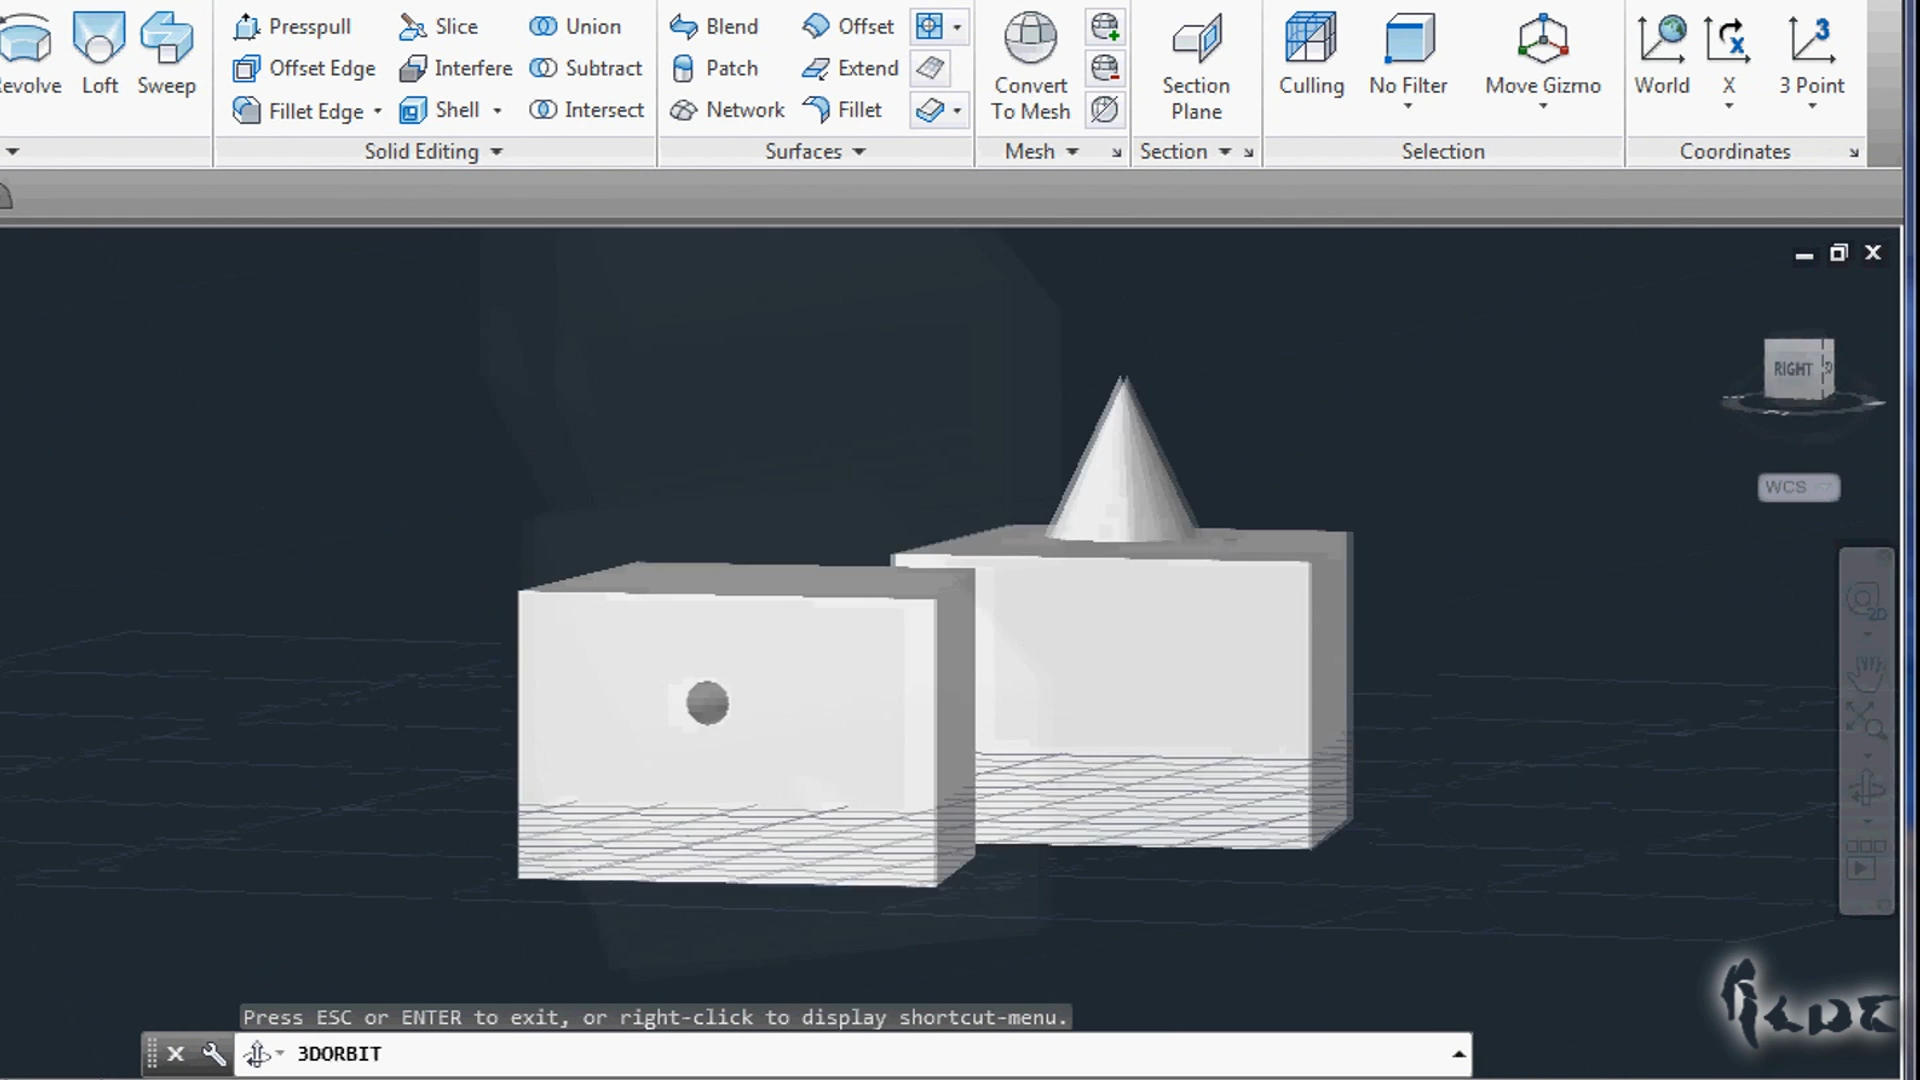 Presspull Slice Union Blend Offset
Offset Edge Interfere Subtract Patch Extend
Fillet Edge Shell Intersect Network Fillet
Revolve Loft Sweep Convert To Mesh Section Plane Culling No Filter Move Gizmo World X 3 Point
Solid Editing Surfaces Mesh Section Selection Coordinates
RIGHT
WCS
2D
Press ESC or ENTER to exit, or right-click to display shortcut-menu.
3DORBIT